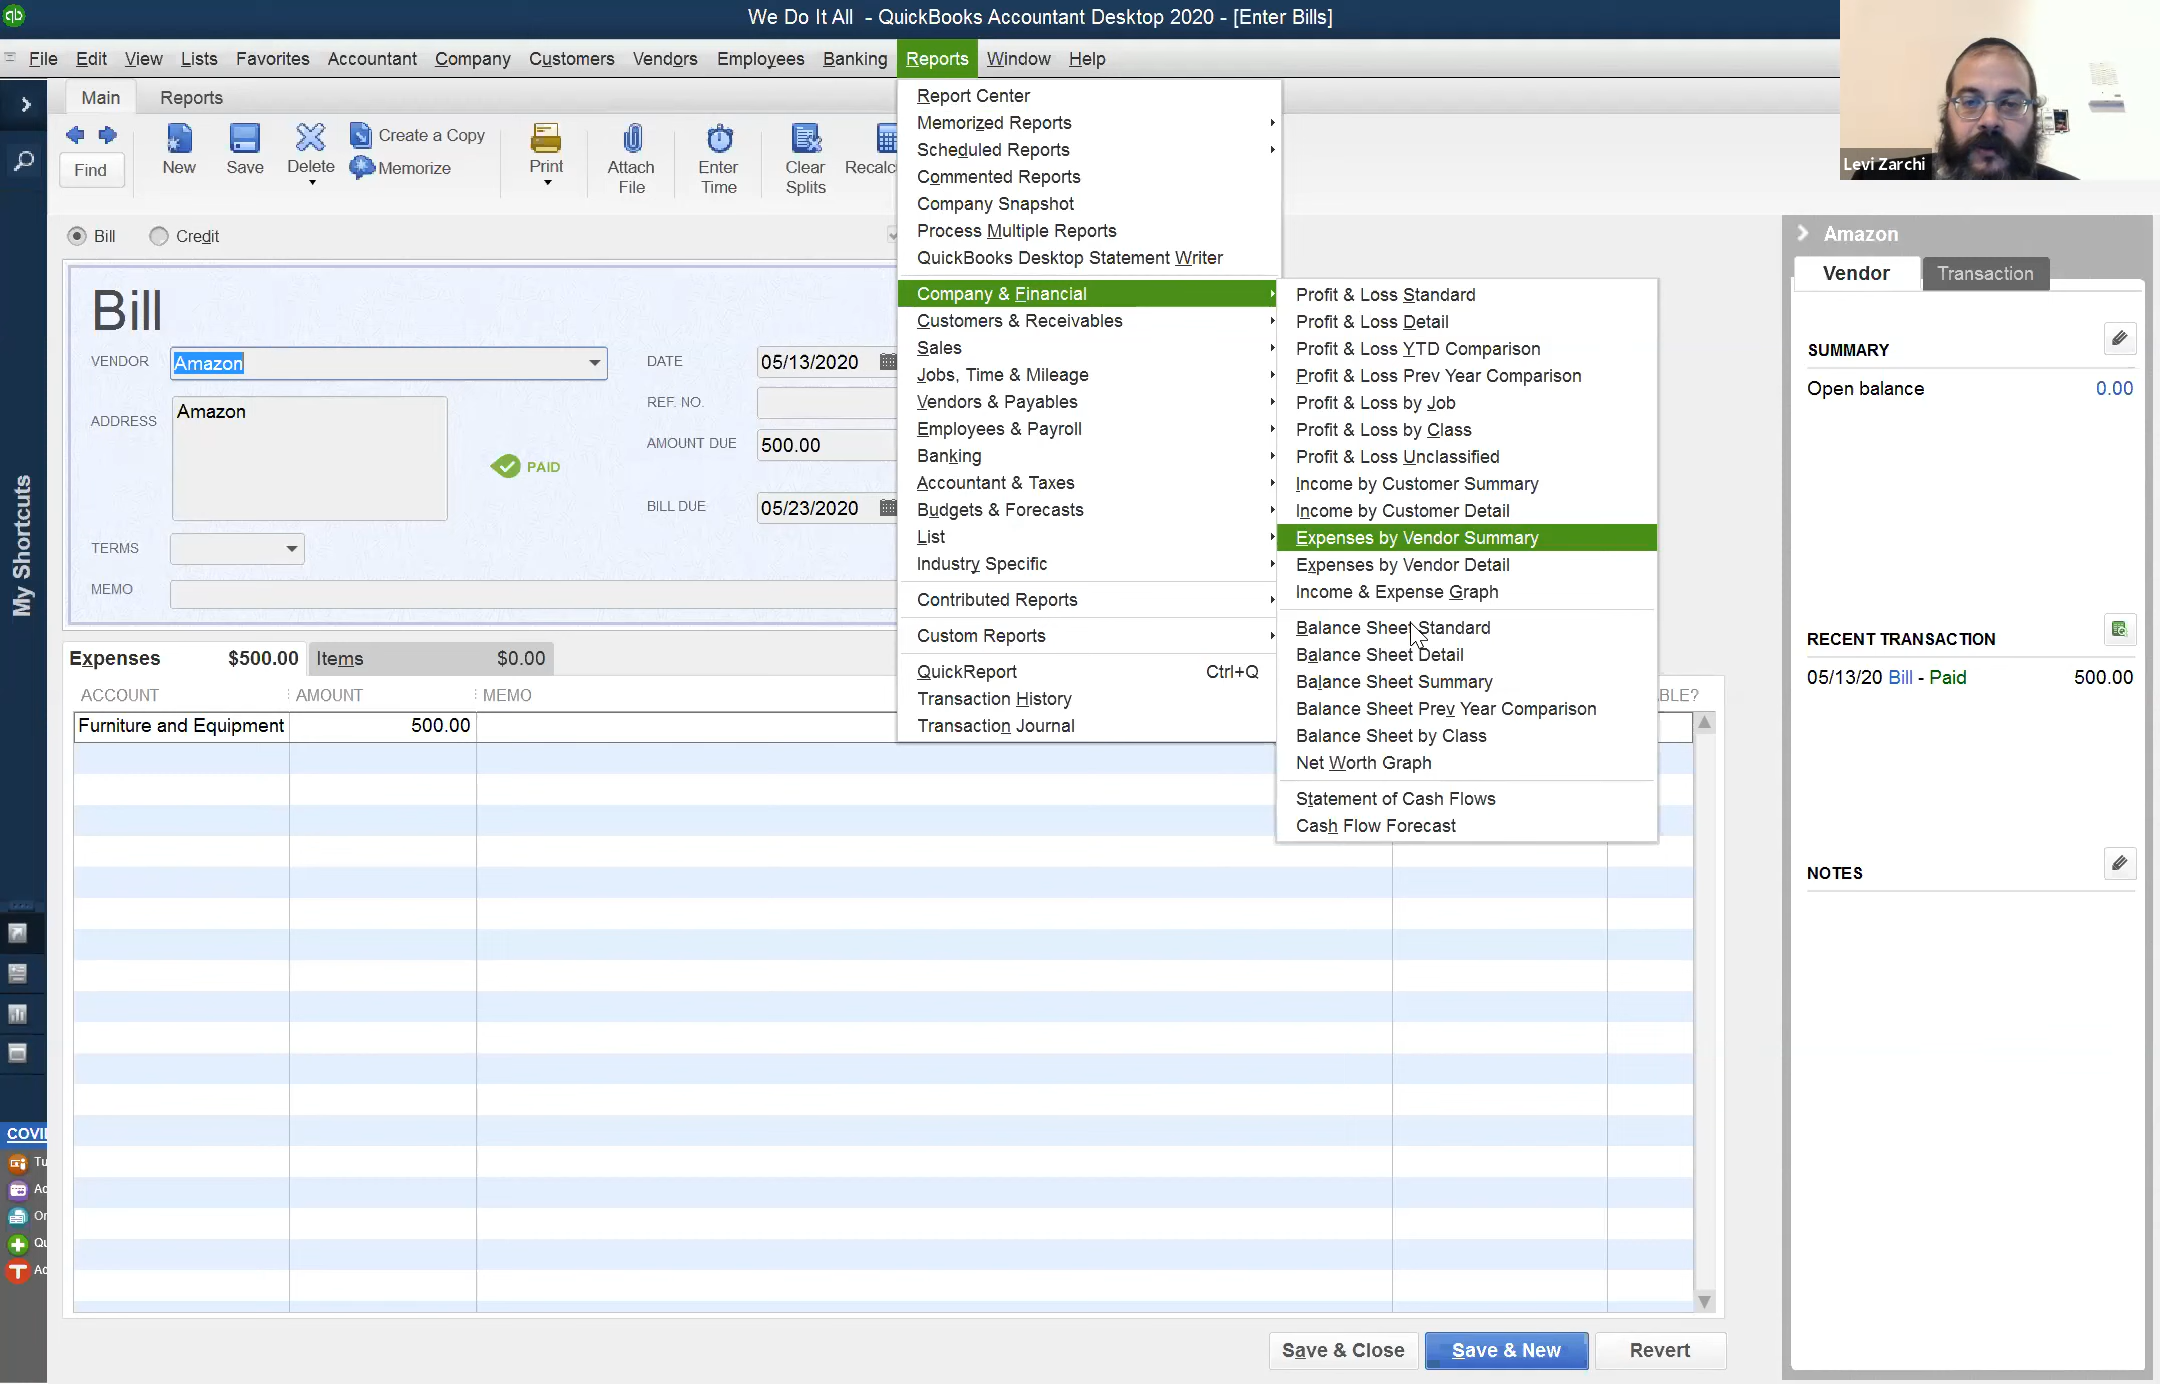 We Do It All - QuickBooks Accountant Desktop 2020 - [Enter Bills]
File Edit View Lists Favorites Accountant Company Customers Vendors Employees Banking Reports Window Help
Main Reports
Find New Save Delete Create a Copy Memorize Print Attach File Enter Time Clear Splits
Bill Credit
Bill
VENDOR Amazon
ADDRESS Amazon
PAID
TERMS
MEMO
DATE 05/13/2020
REF. NO.
AMOUNT DUE 500.00
BILL DUE 05/23/2020
Expenses $500.00 Items $0.00
ACCOUNT AMOUNT MEMO
Furniture and Equipment 500.00
Report Center
Memorized Reports
Scheduled Reports
Commented Reports
Company Snapshot
Process Multiple Reports
QuickBooks Desktop Statement Writer
Company & Financial
Customers & Receivables
Sales
Jobs, Time & Mileage
Vendors & Payables
Employees & Payroll
Banking
Accountant & Taxes
Budgets & Forecasts
List
Industry Specific
Contributed Reports
Custom Reports
QuickReport Ctrl+Q
Transaction History
Transaction Journal
Profit & Loss Standard
Profit & Loss Detail
Profit & Loss YTD Comparison
Profit & Loss Prev Year Comparison
Profit & Loss by Job
Profit & Loss by Class
Profit & Loss Unclassified
Income by Customer Summary
Income by Customer Detail
Expenses by Vendor Summary
Expenses by Vendor Detail
Income & Expense Graph
Balance Sheet Standard
Balance Sheet Detail
Balance Sheet Summary
Balance Sheet Prev Year Comparison
Balance Sheet by Class
Net Worth Graph
Statement of Cash Flows
Cash Flow Forecast
Save & Close Save & New Revert
Levi Zarchi
Amazon
Vendor Transaction
SUMMARY
Open balance 0.00
RECENT TRANSACTION
05/13/20 Bill - Paid 500.00
NOTES
My Shortcuts